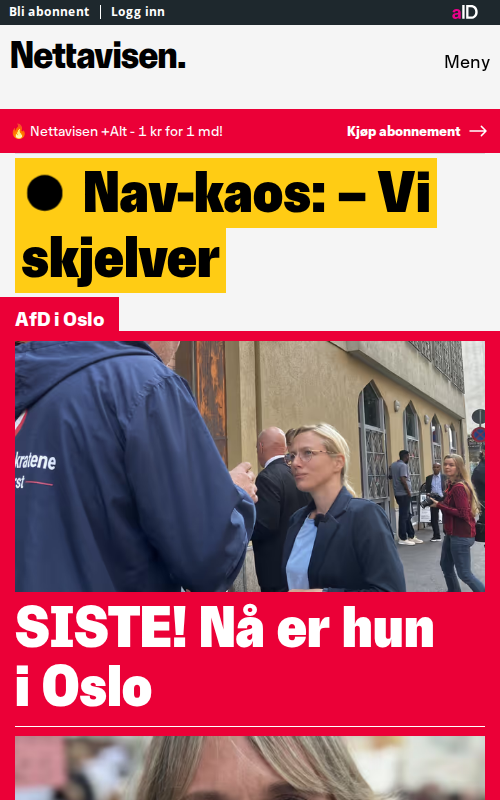 Bli abonnent | Logg inn
aID
Nettavisen.
Meny
🔥 Nettavisen +Alt - 1 kr for 1 md!
Kjøp abonnement →
● Nav-kaos: – Vi
skjelver
AfD i Oslo
kratene
rst
SISTE! Nå er hun
i Oslo